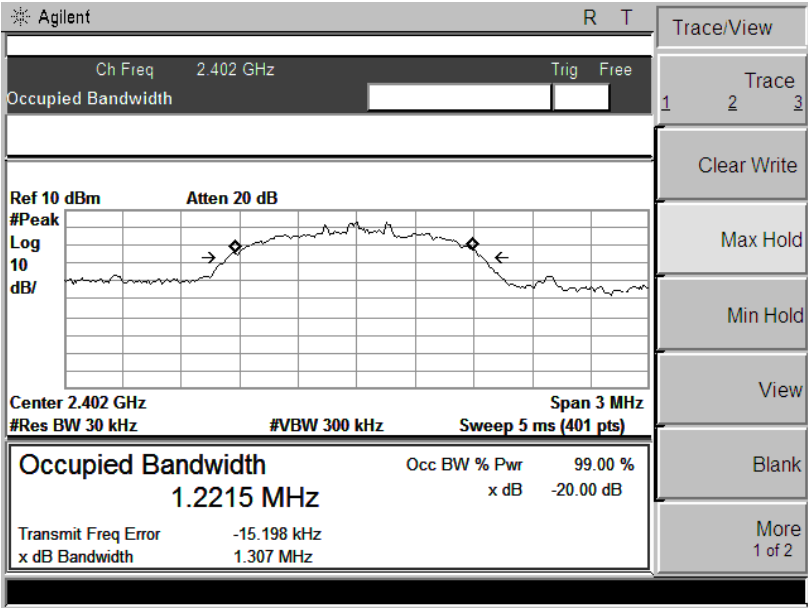 Agilent R T
Ch Freq 2.402 GHz Trig Free
Occupied Bandwidth
Ref 10 dBm Atten 20 dB
#Peak
Log
10
dB/
Center 2.402 GHz Span 3 MHz
#Res BW 30 kHz #VBW 300 kHz Sweep 5 ms (401 pts)
Occupied Bandwidth
1.2215 MHz
Occ BW % Pwr 99.00 %
x dB -20.00 dB
Transmit Freq Error -15.198 kHz
x dB Bandwidth 1.307 MHz
Trace/View
Trace
1 2 3
Clear Write
Max Hold
Min Hold
View
Blank
More
1 of 2